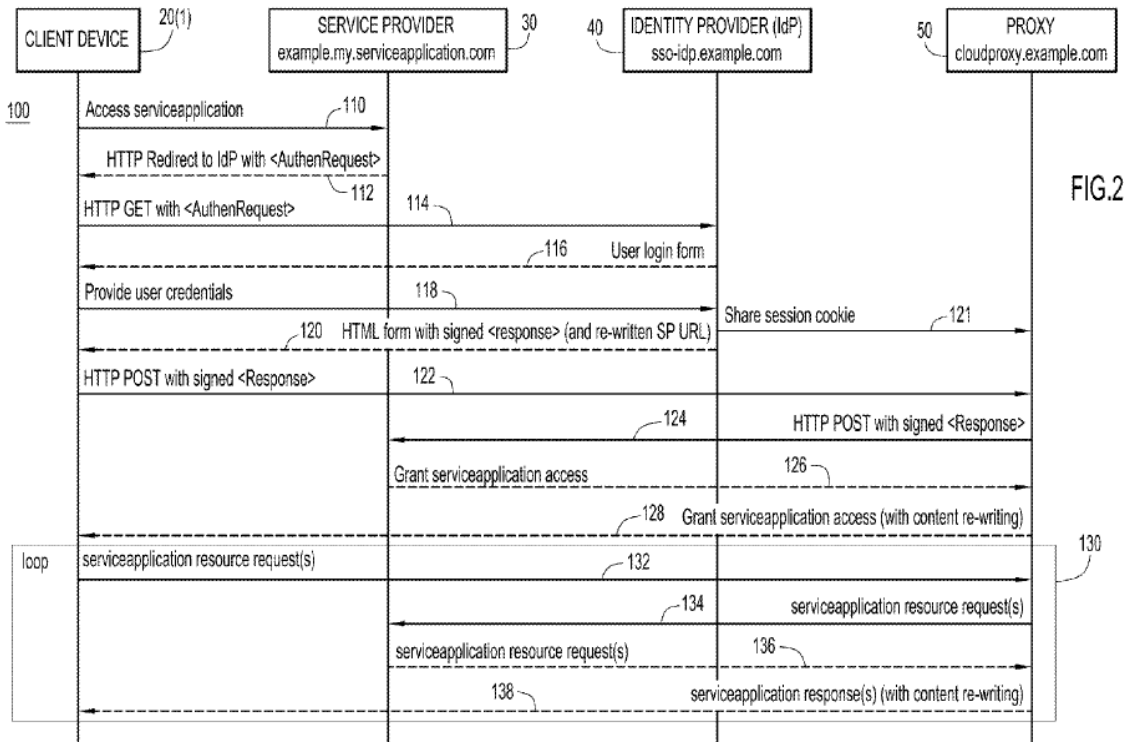 20(1)
CLIENT DEVICE
30
SERVICE PROVIDER
example.my.serviceapplication.com
40
IDENTITY PROVIDER (IdP)
sso-idp.example.com
50
PROXY
cloudproxy.example.com
100
Access serviceapplication
110
HTTP Redirect to IdP with <AuthenRequest>
112
FIG.2
HTTP GET with <AuthenRequest>
114
116
User login form
Provide user credentials
118
Share session cookie
121
120
HTML form with signed <response> (and re-written SP URL)
HTTP POST with signed <Response>
122
124
HTTP POST with signed <Response>
Grant serviceapplication access
126
128
Grant serviceapplication access (with content re-writing)
130
loop
serviceapplication resource request(s)
132
134
serviceapplication resource request(s)
serviceapplication resource request(s)
136
138
serviceapplication response(s) (with content re-writing)